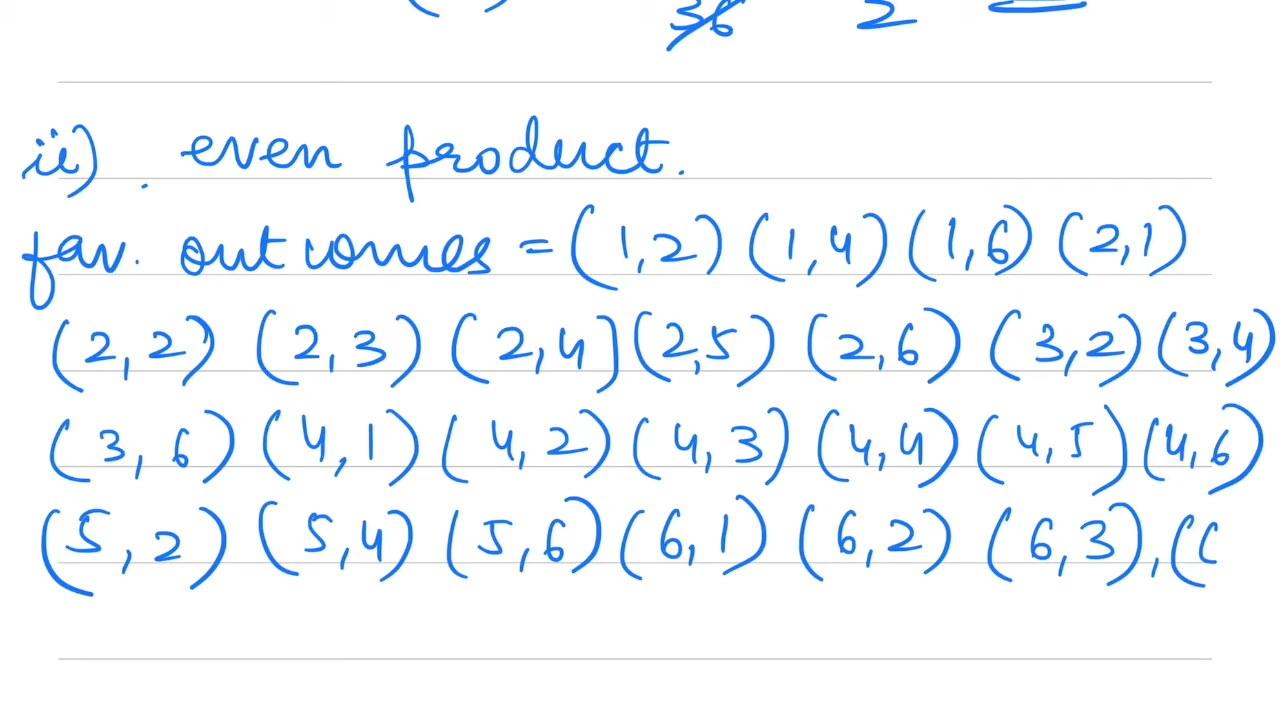 36 2
ii). even product.
fav. outcomes = (1,2) (1,4) (1,6) (2,1)
(2,2) (2,3) (2,4] (2,5) (2,6) (3,2) (3,4)
(3,6) (4,1) (4,2) (4,3) (4,4) (4,5) (4,6)
(5,2) (5,4) (5,6) (6,1) (6,2) (6,3), ((